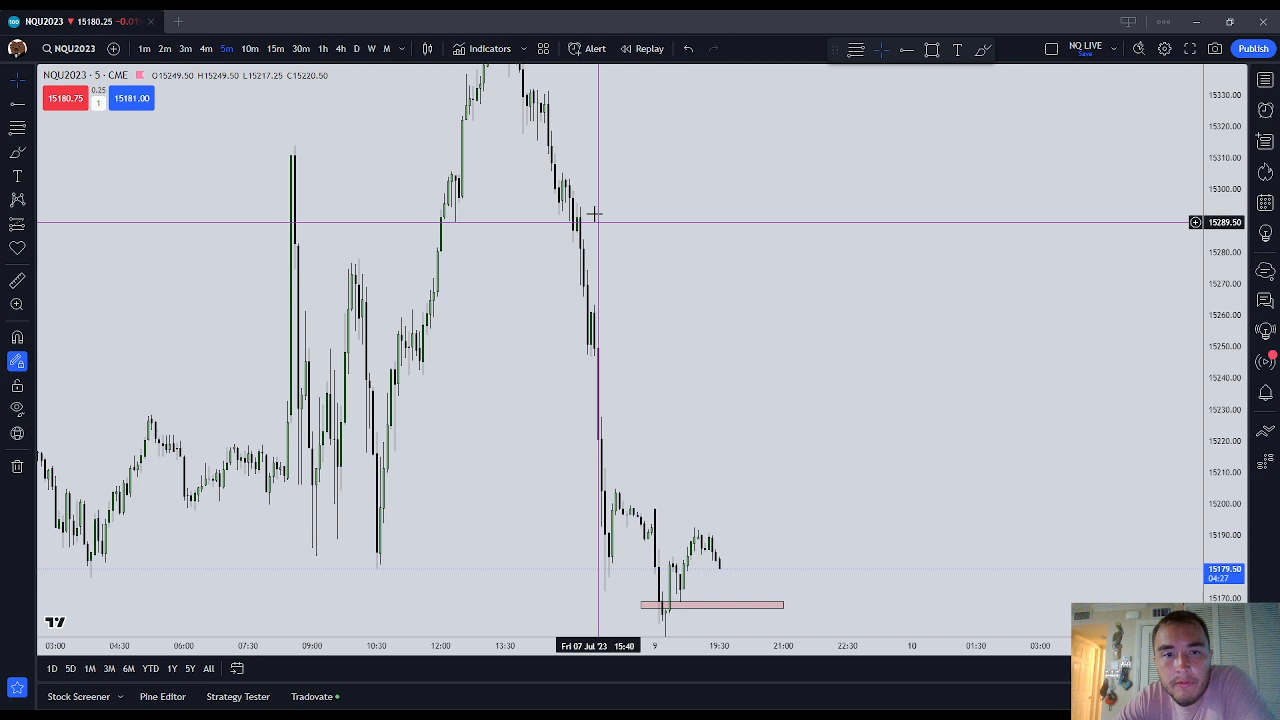 100 NQU2023 15180.25 -0.01%
NQU2023 1m 2m 3m 4m 5m 10m 15m 30m 1h 4h D W M Indicators Alert Replay NQ LIVE Save Publish
NQU2023 · 5 · CME O15249.50 H15249.50 L15217.25 C15220.50
15180.75 0.25 1 15181.00
15330.00
15320.00
15310.00
15300.00
15289.50
15280.00
15270.00
15260.00
15250.00
15240.00
15230.00
15220.00
15210.00
15200.00
15190.00
15179.50
04:27
15170.00
03:00 04:30 06:00 07:30 09:00 10:30 12:00 13:30 Fri 07 Jul '23 15:40 9 19:30 21:00 22:30 10 01:30 03:00
1D 5D 1M 3M 6M YTD 1Y 5Y All
Stock Screener Pine Editor Strategy Tester Tradovate